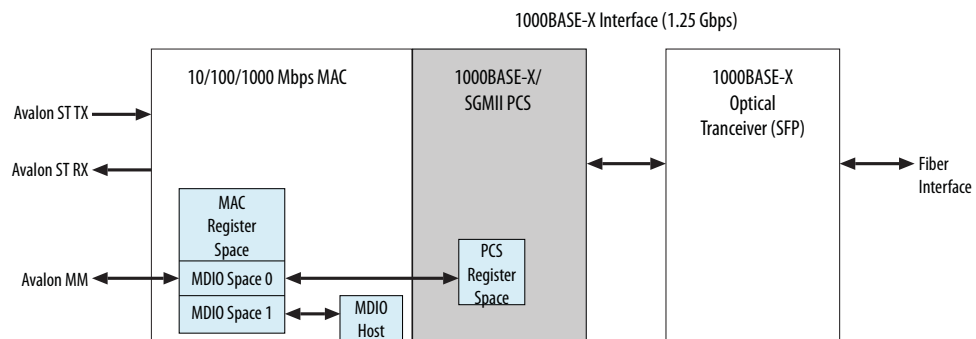 1000BASE-X Interface (1.25 Gbps)
10/100/1000 Mbps MAC
1000BASE-X/
SGMII PCS
1000BASE-X
Optical
Tranceiver (SFP)
Avalon ST TX
Avalon ST RX
Fiber
Interface
MAC
Register
Space
Avalon MM
MDIO Space 0
PCS
Register
Space
MDIO Space 1
MDIO
Host